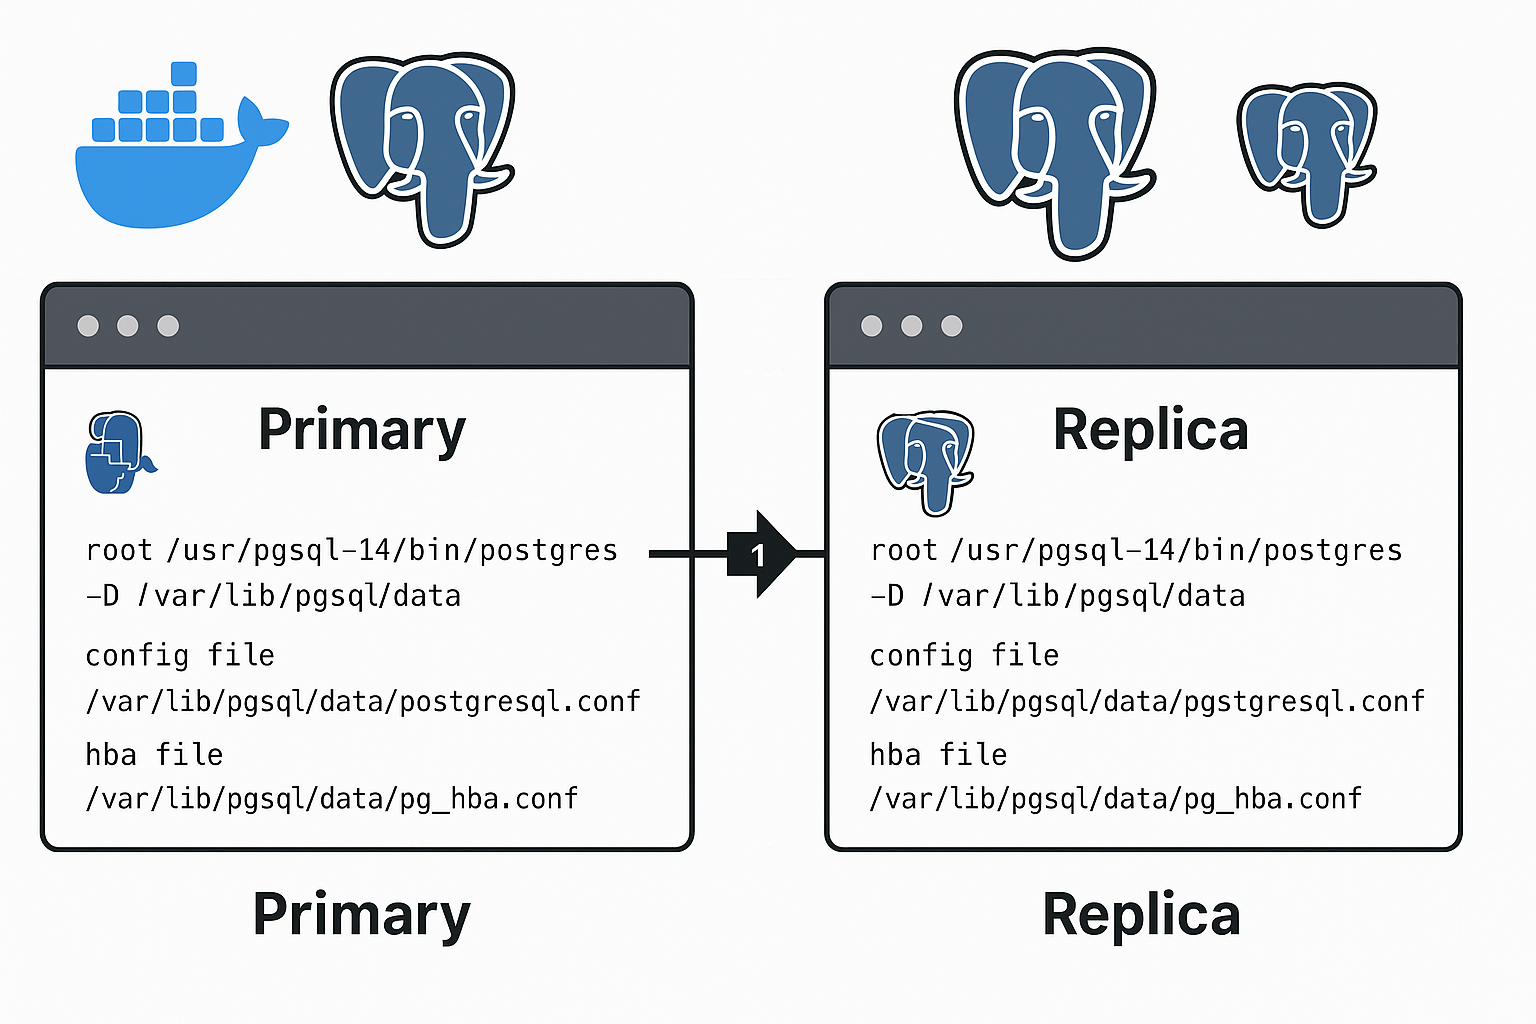 Primary
root /usr/pgsql-14/bin/postgres
-D /var/lib/pgsql/data
config file
/var/lib/pgsql/data/postgresql.conf
hba file
/var/lib/pgsql/data/pg_hba.conf
Primary
1
Replica
root /usr/pgsql-14/bin/postgres
-D /var/lib/pgsql/data
config file
/var/lib/pgsql/data/pgstgresql.conf
hba file
/var/lib/pgsql/data/pg_hba.conf
Replica